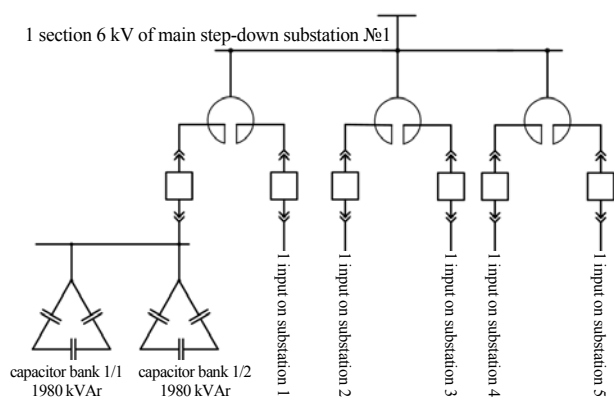 1 section 6 kV of main step-down substation №1
1 input on substation 1
1 input on substation 2
1 input on substation 3
1 input on substation 4
1 input on substation 5
capacitor bank 1/1
1980 kVAr
capacitor bank 1/2
1980 kVAr